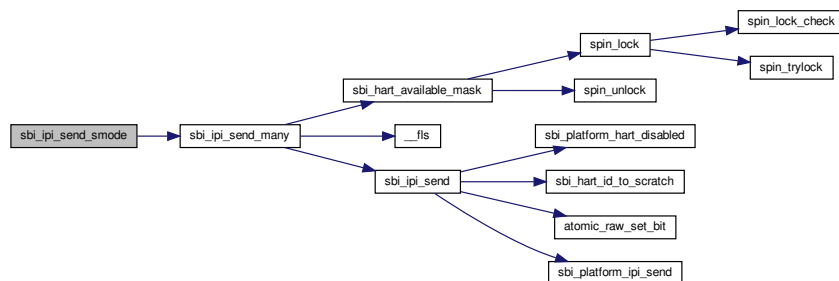 spin_lock_check
spin_lock
spin_trylock
sbi_hart_available_mask
spin_unlock
sbi_ipi_send_smode
sbi_ipi_send_many
__fls
sbi_platform_hart_disabled
sbi_ipi_send
sbi_hart_id_to_scratch
atomic_raw_set_bit
sbi_platform_ipi_send